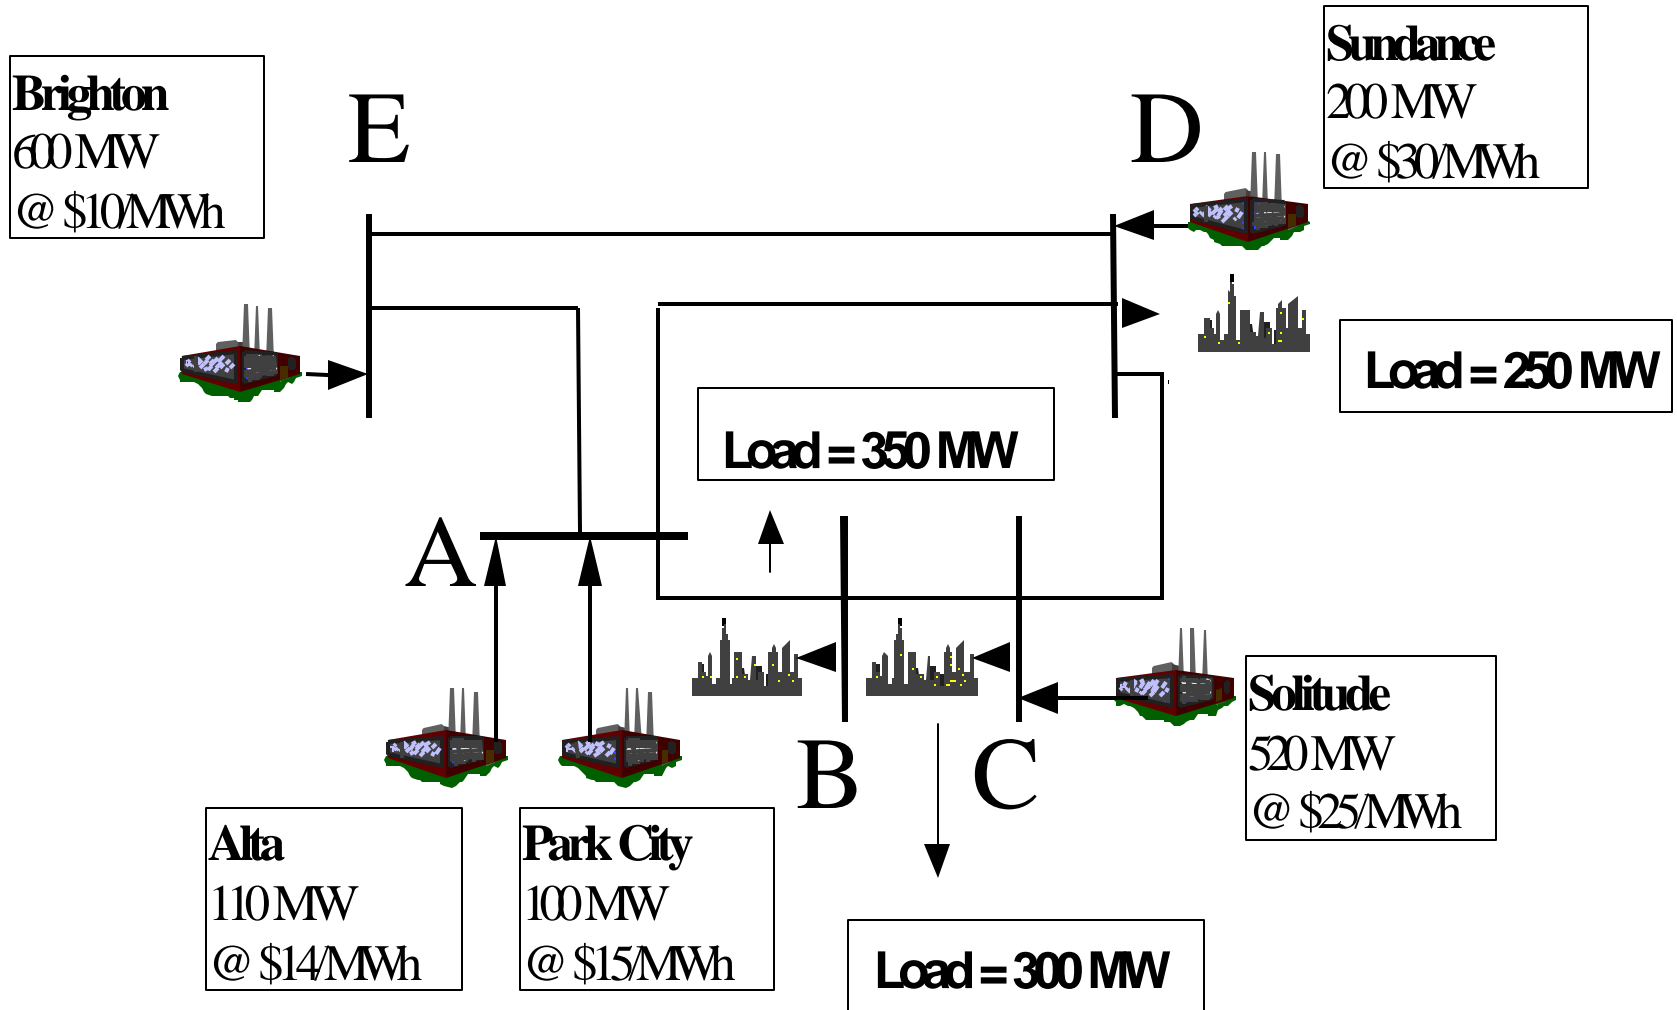 Sundance
200 MW
@ $30/MWh
Brighton
600 MW
@ $10/MWh
E
D
Load = 250 MW
Load = 350 MW
A
B
C
Solitude
520 MW
@ $25/MWh
Alta
110 MW
@ $14/MWh
Park City
100 MW
@ $15/MWh
Load = 300 MW